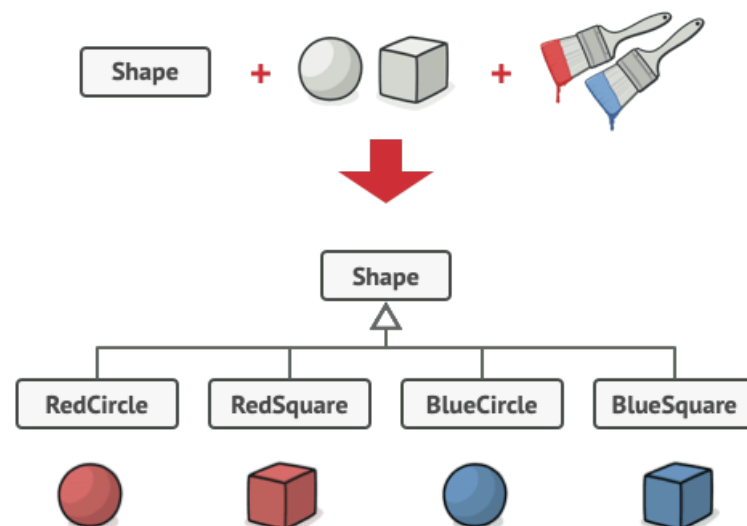 Shape
+
+
Shape
RedCircle
RedSquare
BlueCircle
BlueSquare